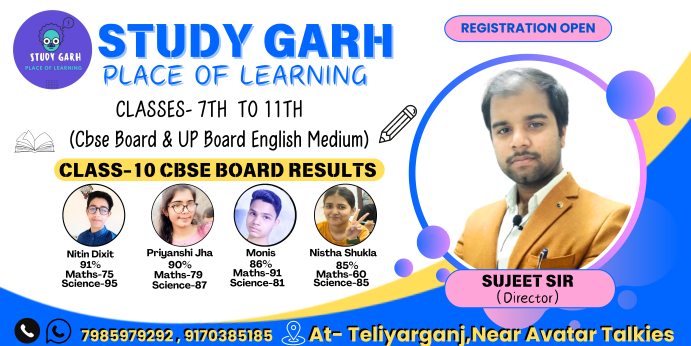 STUDY GARH
PLACE OF LEARNING
STUDY GARH
PLACE OF LEARNING
REGISTRATION OPEN
CLASSES- 7TH TO 11TH
(Cbse Board & UP Board English Medium)
CLASS-10 CBSE BOARD RESULTS
Nitin Dixit
91%
Maths-75
Science-95
Priyanshi Jha
90%
Maths-79
Science-87
Monis
86%
Maths-91
Science-81
Nistha Shukla
85%
Maths-60
Science-85
SUJEET SIR
(Director)
7985979292 , 9170385185
At- Teliyarganj,Near Avatar Talkies